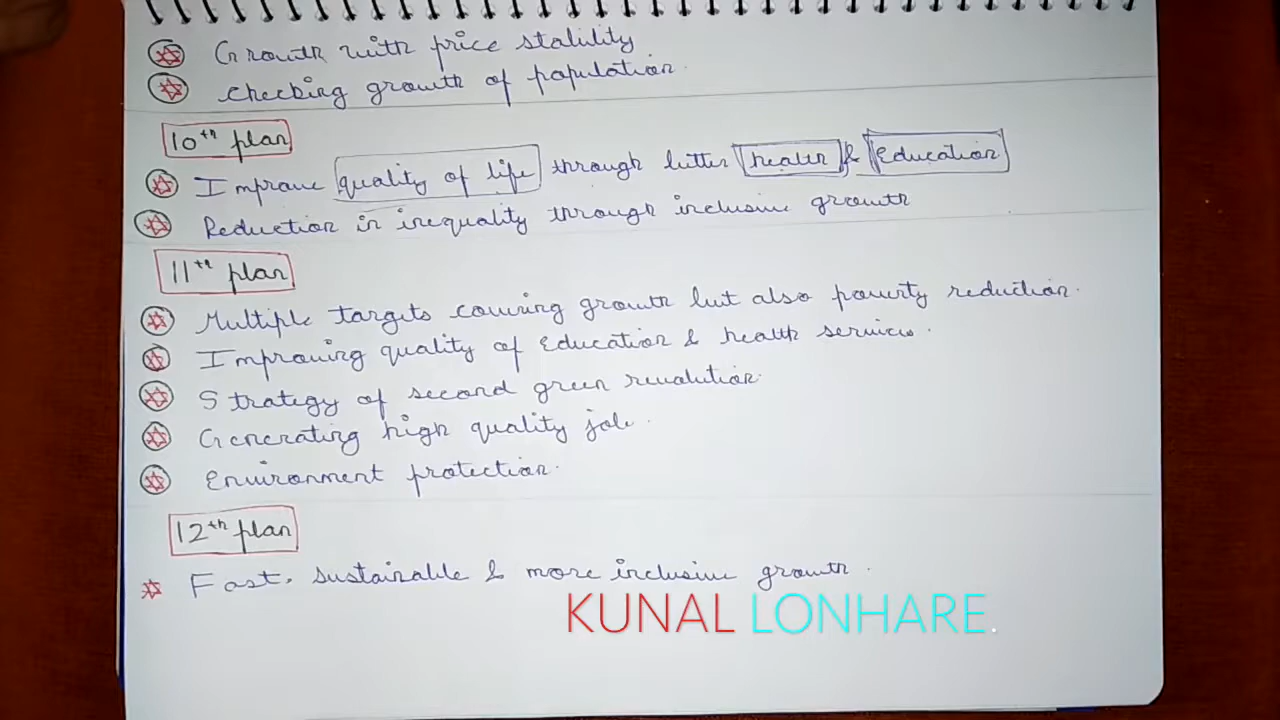 Growth with price stability
Checking growth of population.
10th plan
Improve quality of life through better health & Education
Reduction in inequality through inclusive growth
11th plan
Multiple targets covering growth but also poverty reduction.
Improving quality of Education & health services.
Strategy of second green revolution.
Generating high quality job.
Environment protection.
12th plan
Fast, sustainable & more inclusive growth.
KUNAL LONHARE.